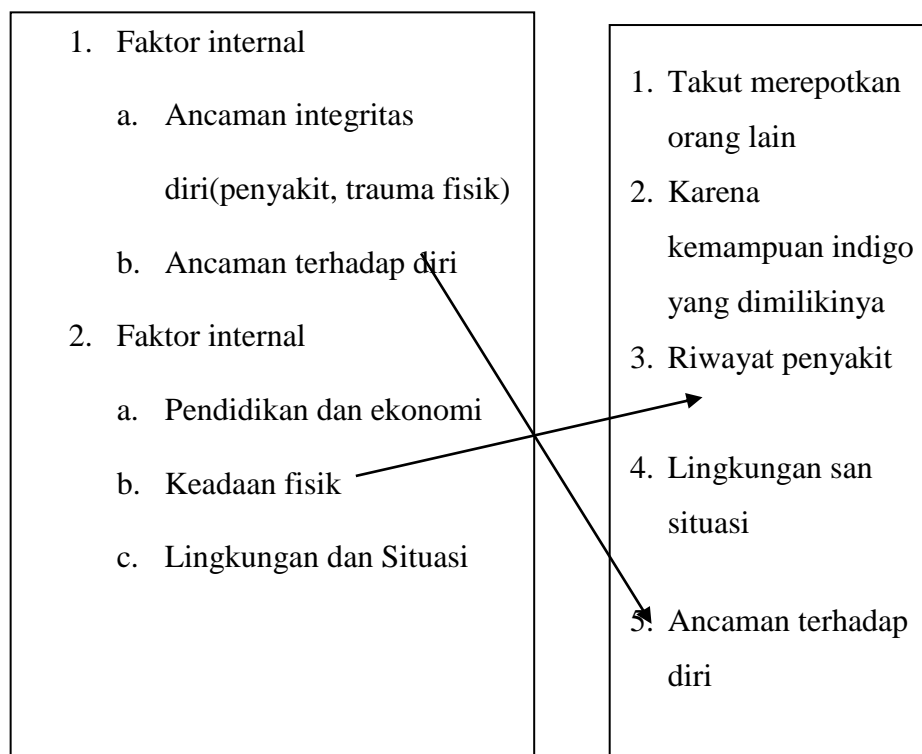 1. Faktor internal
a. Ancaman integritas
diri(penyakit, trauma fisik)
b. Ancaman terhadap diri
2. Faktor internal
a. Pendidikan dan ekonomi
b. Keadaan fisik
c. Lingkungan dan Situasi
1. Takut merepotkan
orang lain
2. Karena
kemampuan indigo
yang dimilikinya
3. Riwayat penyakit
4. Lingkungan san
situasi
5. Ancaman terhadap
diri